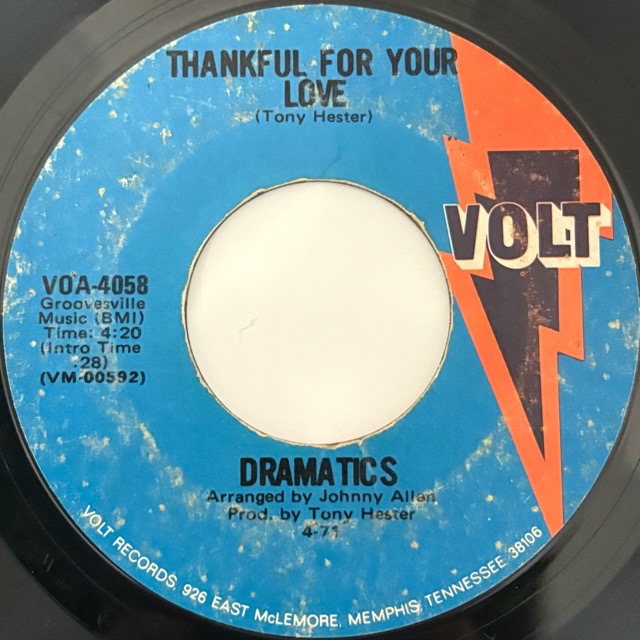 THANKFUL FOR YOUR
LOVE
(Tony Hester)
VOLT
VOA-4058
Groovesville
Music (BMI)
Time: 4:20
(Intro Time
:28)
(VM-00592)
DRAMATICS
Arranged by Johnny Allen
Prod. by Tony Hester
4-71
VOLT RECORDS, 926 EAST McLEMORE, MEMPHIS, TENNESSEE 38106